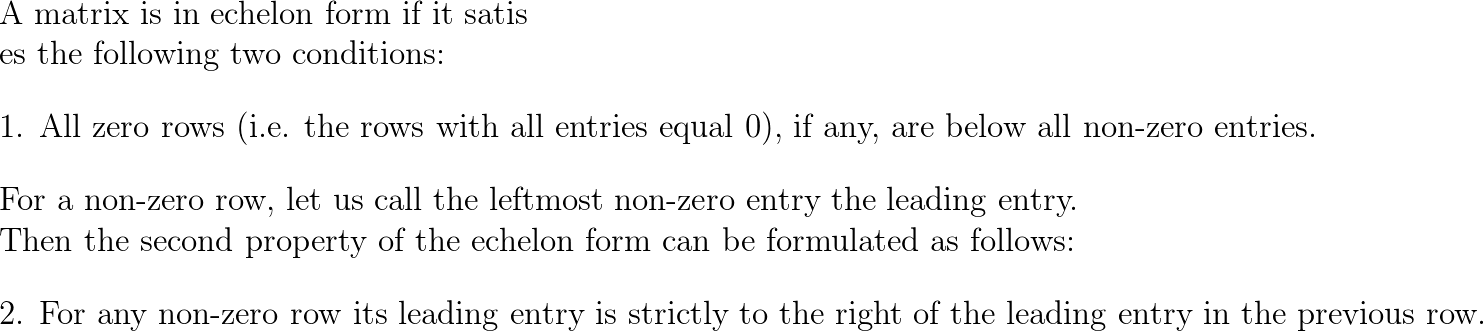 A matrix is in echelon form if it satis
es the following two conditions:
1. All zero rows (i.e. the rows with all entries equal 0), if any, are below all non-zero entries.
For a non-zero row, let us call the leftmost non-zero entry the leading entry.
Then the second property of the echelon form can be formulated as follows:
2. For any non-zero row its leading entry is strictly to the right of the leading entry in the previous row.